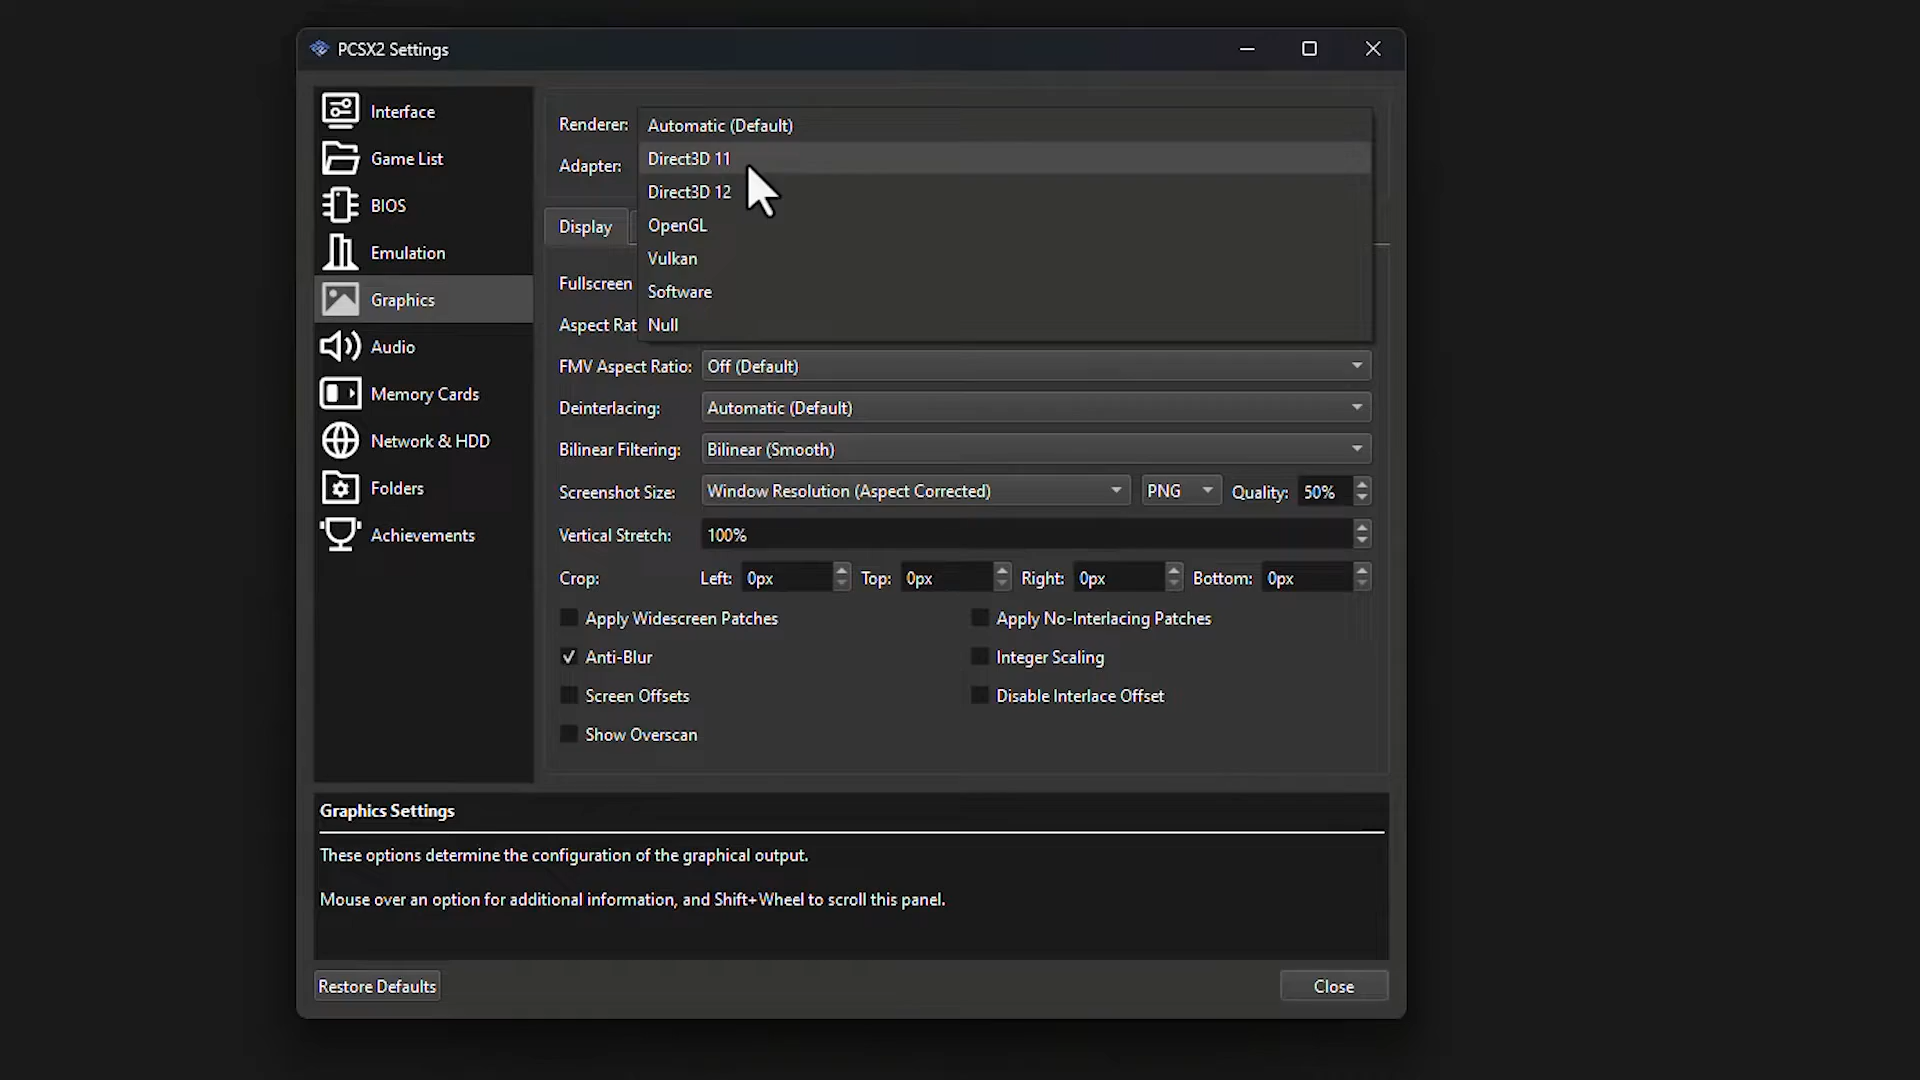 PCSX2 Settings
Interface
Game List
BIOS
Emulation
Graphics
Audio
Memory Cards
Network & HDD
Folders
Achievements
Renderer:
Automatic (Default)
Direct3D 11
Direct3D 12
OpenGL
Vulkan
Software
Null
Adapter:
Display
Fullscreen
Aspect Rat
FMV Aspect Ratio: Off (Default)
Deinterlacing: Automatic (Default)
Bilinear Filtering: Bilinear (Smooth)
Screenshot Size: Window Resolution (Aspect Corrected) PNG Quality: 50%
Vertical Stretch: 100%
Crop: Left: 0px Top: 0px Right: 0px Bottom: 0px
Apply Widescreen Patches Apply No-Interlacing Patches
Anti-Blur Integer Scaling
Screen Offsets Disable Interlace Offset
Show Overscan
Graphics Settings
These options determine the configuration of the graphical output.
Mouse over an option for additional information, and Shift+Wheel to scroll this panel.
Restore Defaults Close